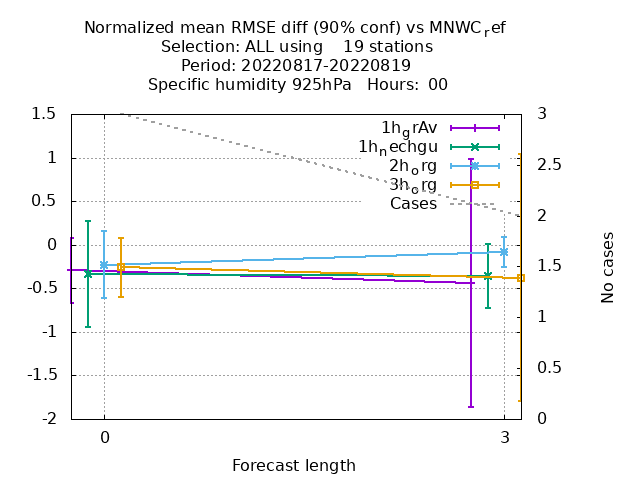 Normalized mean RMSE diff (90% conf) vs MNWC_ref
Selection: ALL using 19 stations
Period: 20220817-20220819
Specific humidity 925hPa Hours: 00
1.5
1
0.5
0
-0.5
-1
-1.5
-2
3
2.5
2
1.5
1
0.5
0
1h_grAv
1h_nechgu
2h_org
3h_org
Cases
No cases
0
3
Forecast length